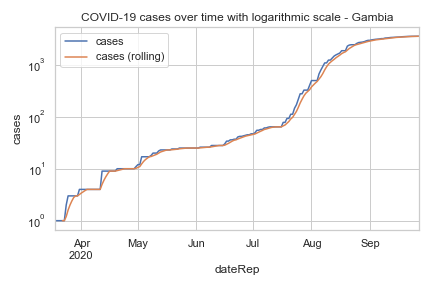 COVID-19 cases over time with logarithmic scale - Gambia
cases
cases (rolling)
10³
10²
10¹
10⁰
cases
Apr
2020
May
Jun
Jul
Aug
Sep
dateRep